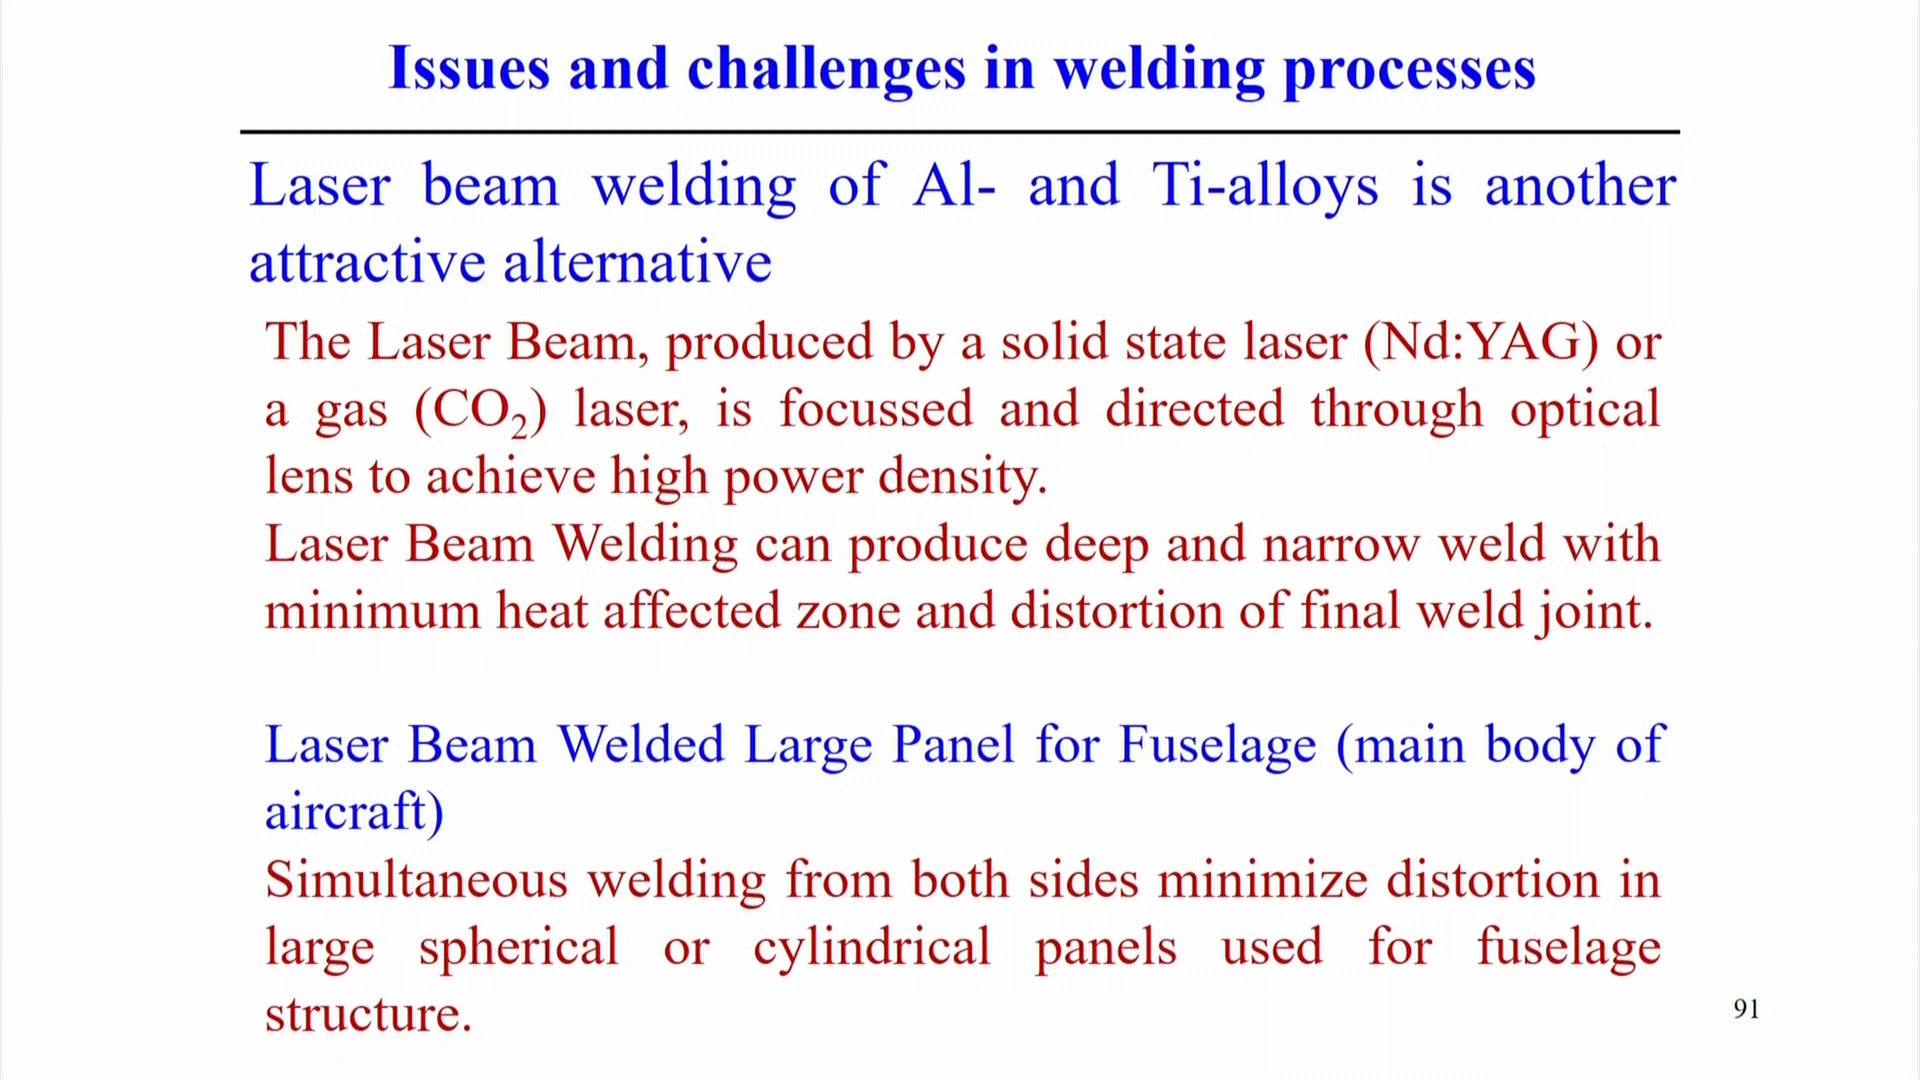 Issues and challenges in welding processes
Laser beam welding of Al- and Ti-alloys is another
attractive alternative
The Laser Beam, produced by a solid state laser (Nd:YAG) or
a gas (CO₂) laser, is focussed and directed through optical
lens to achieve high power density.
Laser Beam Welding can produce deep and narrow weld with
minimum heat affected zone and distortion of final weld joint.
Laser Beam Welded Large Panel for Fuselage (main body of
aircraft)
Simultaneous welding from both sides minimize distortion in
large spherical or cylindrical panels used for fuselage
structure.
91